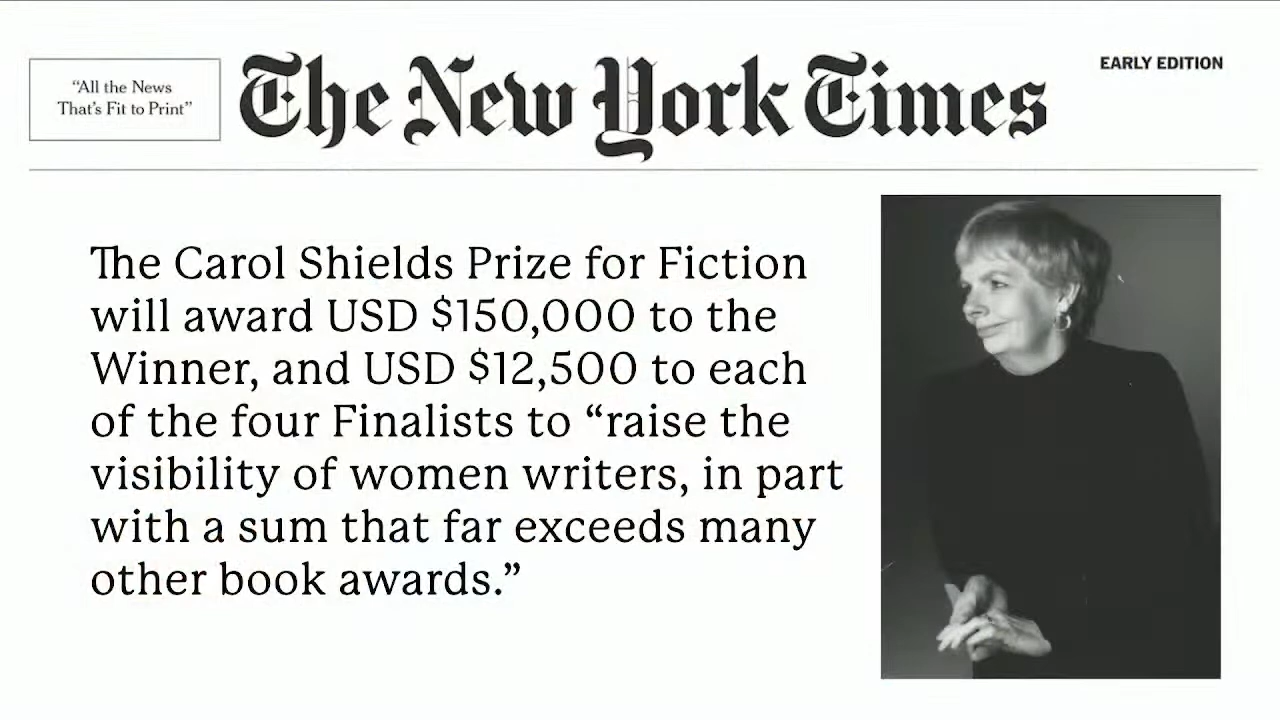 “All the News
That’s Fit to Print”
The New York Times
EARLY EDITION
The Carol Shields Prize for Fiction
will award USD $150,000 to the
Winner, and USD $12,500 to each
of the four Finalists to “raise the
visibility of women writers, in part
with a sum that far exceeds many
other book awards.”